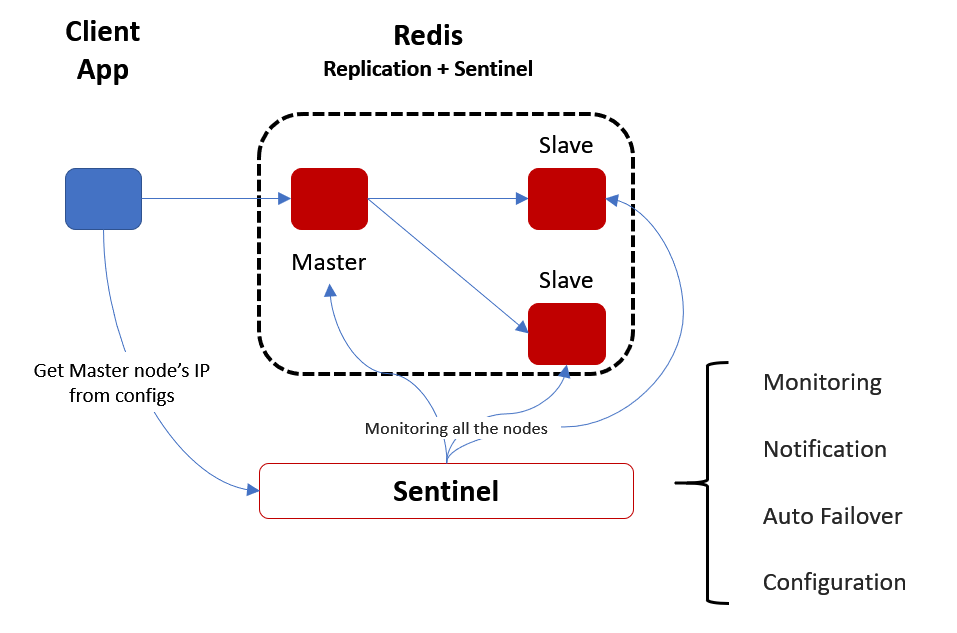 Client
App
Redis
Replication + Sentinel
Slave
Master
Slave
Get Master node’s IP
from configs
Monitoring all the nodes
Sentinel
Monitoring
Notification
Auto Failover
Configuration